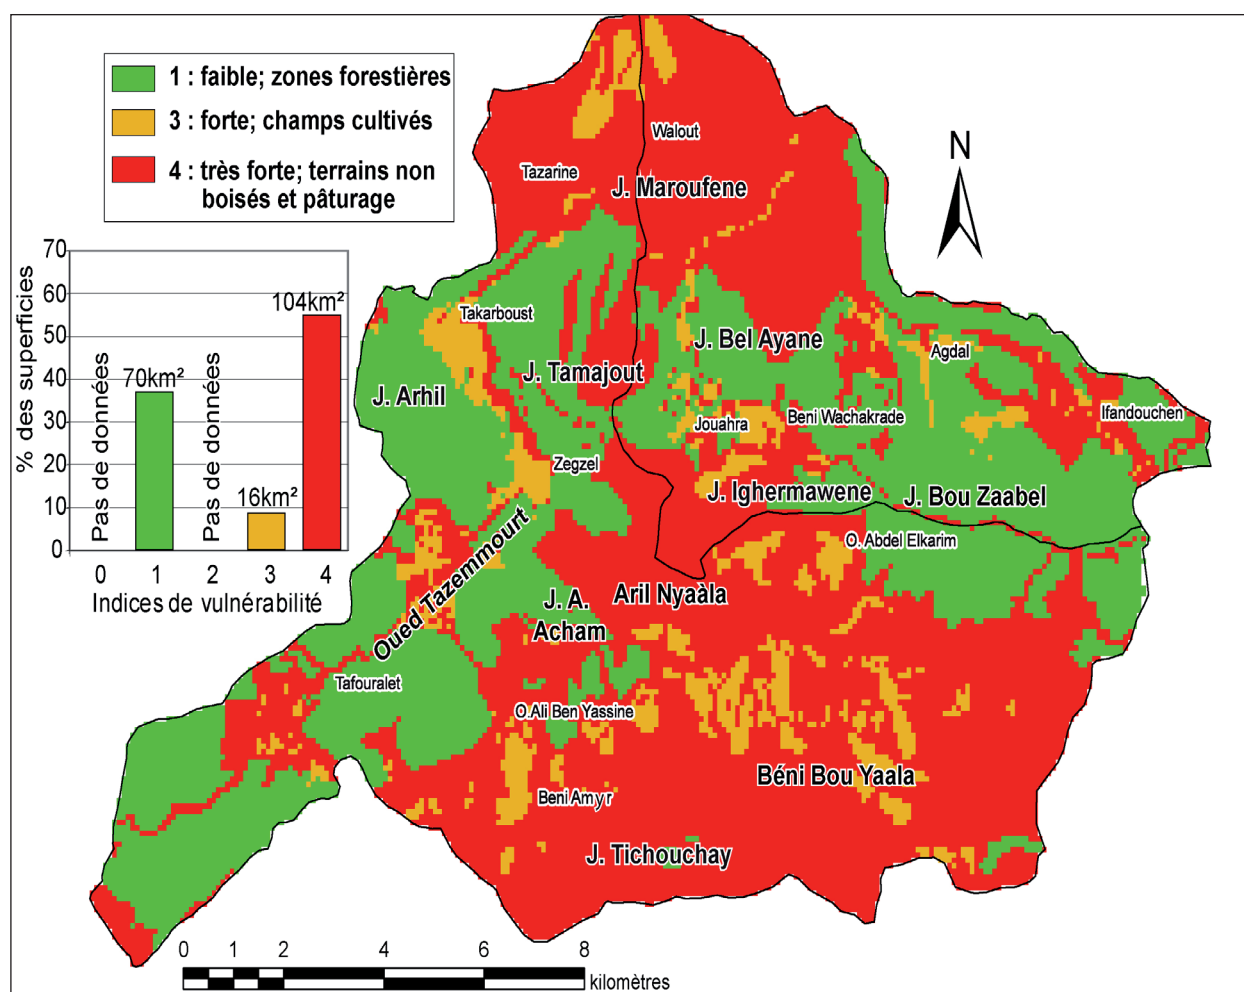 1 : faible; zones forestières
3 : forte; champs cultivés
4 : très forte; terrains non
boisés et pâturage
N
Walout
Tazarine
J. Maroufene
Takarboust
J. Bel Ayane
Agdal
J. Tamajout
J. Arhil
Jouahra
Beni Wachakrade
Ifandouchen
Zegzel
J. Ighermawene
J. Bou Zaabel
O. Abdel Elkarim
Oued Tazemmourt
J. A.
Acham
Aril Nyaàla
Tafouralet
O.Ali Ben Yassine
Béni Bou Yaala
Beni Amyr
J. Tichouchay
% des superficies
70
60
50
40
30
20
10
0
Pas de données
70km²
Pas de données
16km²
104km²
0 1 2 3 4
Indices de vulnérabilité
0 1 2 4 6 8
kilomètres